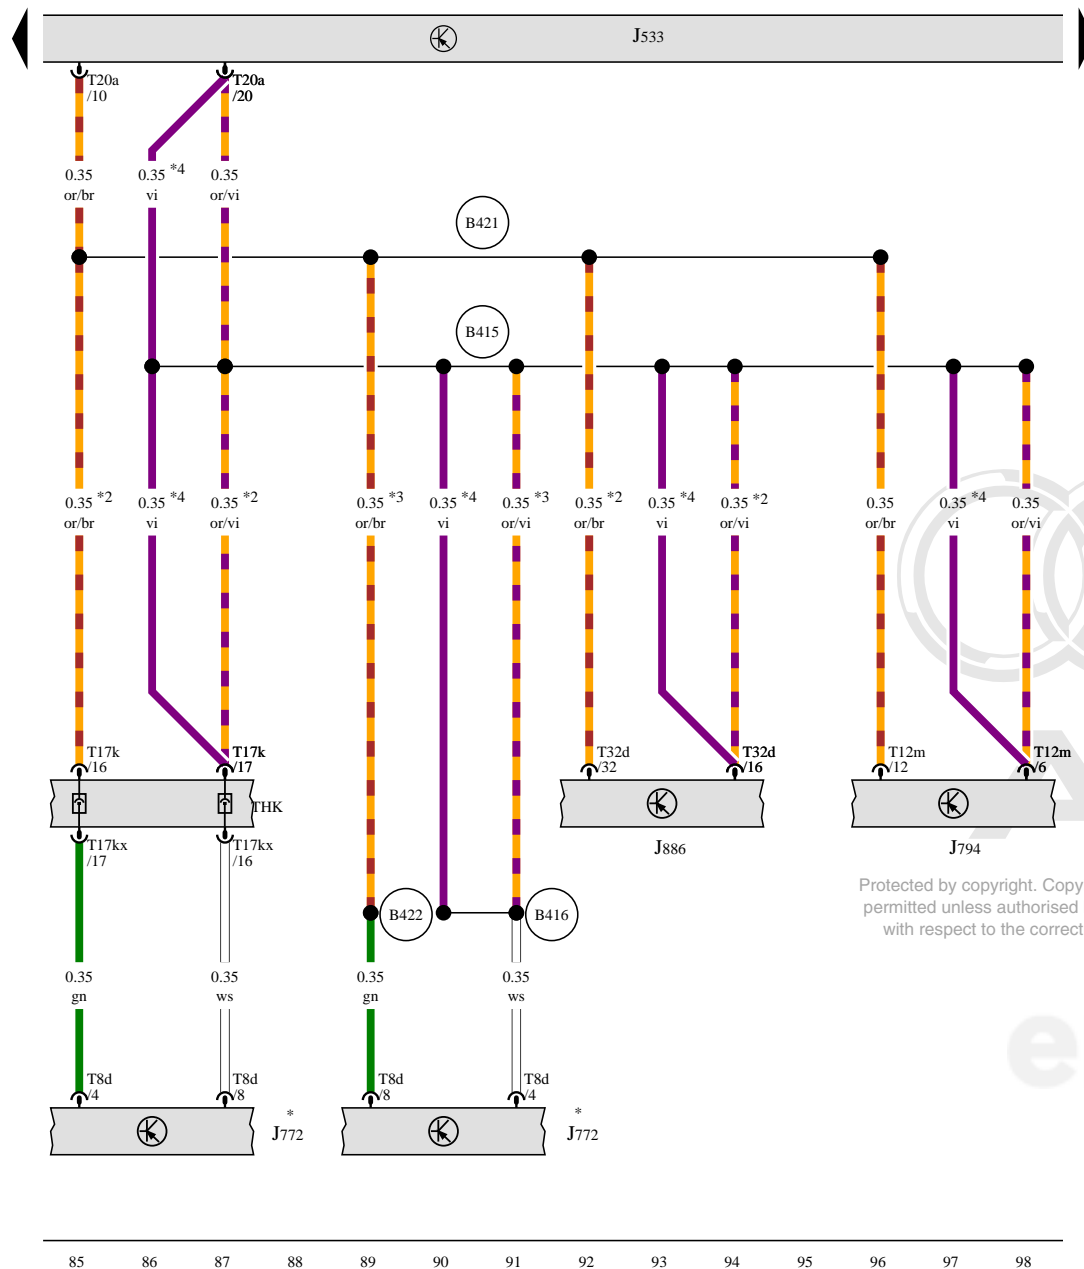 J533
T20a
/10
T20a
/20
0.35
or/br
0.35 *4
vi
0.35
or/vi
B421
B415
0.35 *2
or/br
0.35 *4
vi
0.35 *2
or/vi
0.35 *3
or/br
0.35 *4
vi
0.35 *3
or/vi
0.35 *2
or/br
0.35 *4
vi
0.35 *2
or/vi
0.35
or/br
0.35 *4
vi
0.35
or/vi
T17k
/16
T17k
/17
T32d
/32
T32d
/16
T12m
/12
T12m
/6
THK
T17kx
/17
T17kx
/16
J886
J794
Protected by copyright. Copy
permitted unless authorised
with respect to the correct
B422
B416
0.35
gn
0.35
ws
0.35
gn
0.35
ws
T8d
/4
T8d
/8
T8d
/8
T8d
/4
*
J772
*
J772
85 86 87 88 89 90 91 92 93 94 95 96 97 98